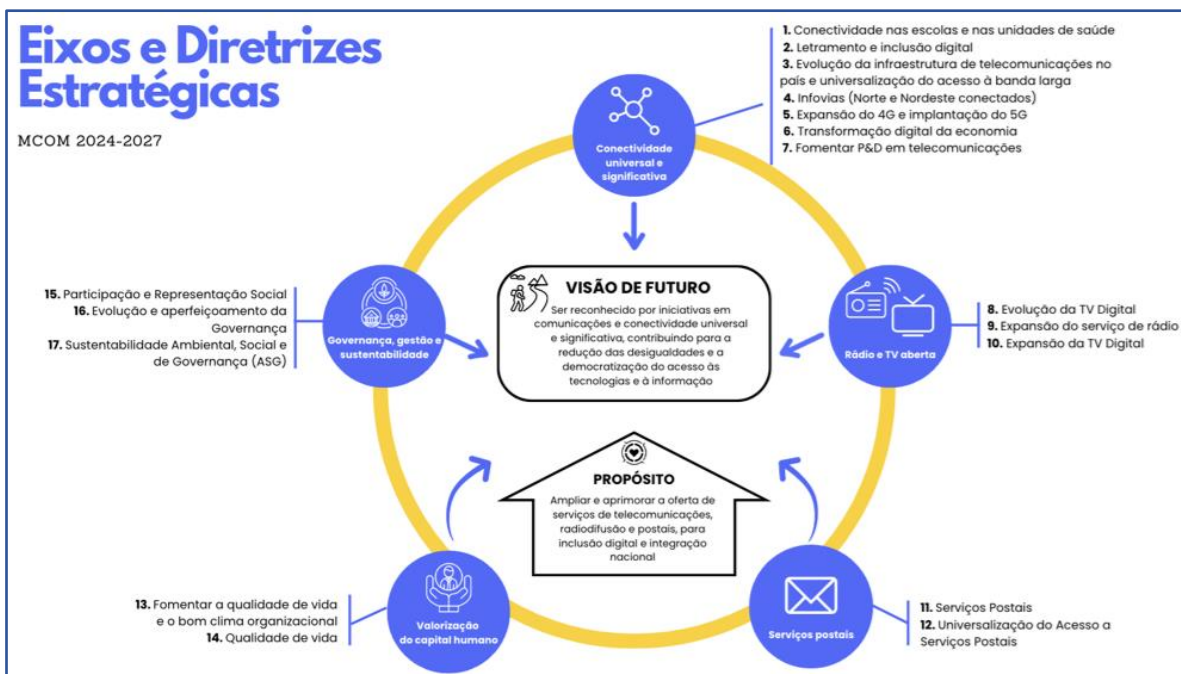 Eixos e Diretrizes
Estratégicas
MCOM 2024-2027
1. Conectividade nas escolas e nas unidades de saúde
2. Letramento e inclusão digital
3. Evolução da infraestrutura de telecomunicações no
país e universalização do acesso à banda larga
4. Infovias (Norte e Nordeste conectados)
5. Expansão do 4G e implantação do 5G
6. Transformação digital da economia
7. Fomentar P&D em telecomunicações
Conectividade
universal e
significativa
15. Participação e Representação Social
16. Evolução e aperfeiçoamento da
Governança
17. Sustentabilidade Ambiental, Social e
de Governança (ASG)
Governança, gestão e
sustentabilidade
VISÃO DE FUTURO
Ser reconhecido por iniciativas em
comunicações e conectividade universal
e significativa, contribuindo para a
redução das desigualdades e a
democratização do acesso às
tecnologias e à informação
Rádio e TV aberta
8. Evolução da TV Digital
9. Expansão do serviço de rádio
10. Expansão da TV Digital
PROPÓSITO
Ampliar e aprimorar a oferta de
serviços de telecomunicações,
radiodifusão e postais, para
inclusão digital e integração
nacional
13. Fomentar a qualidade de vida
e o bom clima organizacional
14. Qualidade de vida
Valorização
do capital humano
Serviços postais
11. Serviços Postais
12. Universalização do Acesso a
Serviços Postais